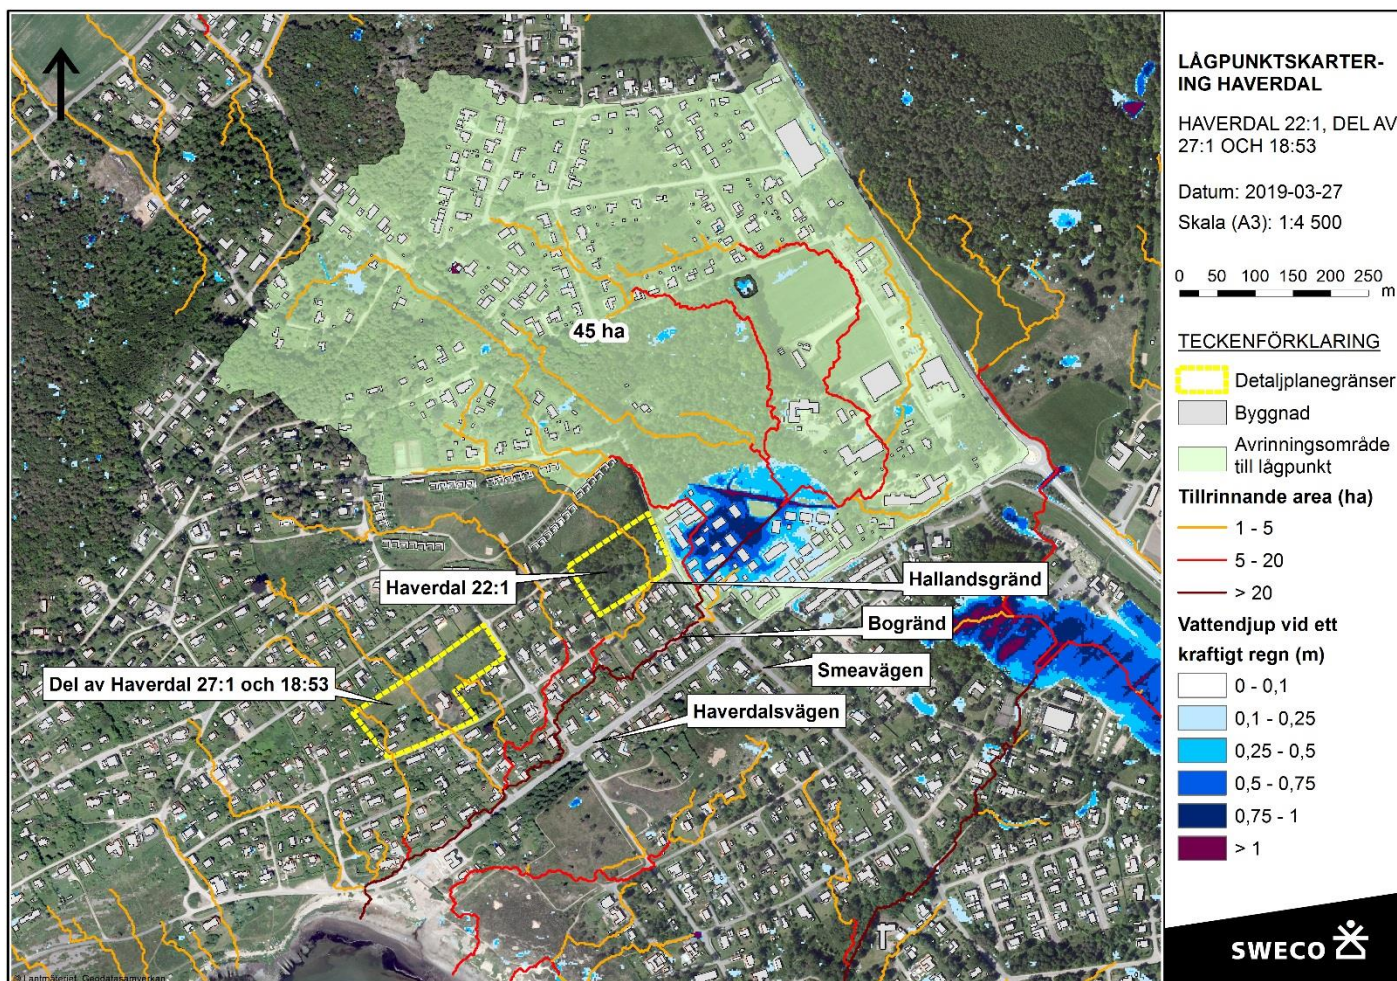 LÅGPUNKTSKARTER-
ING HAVERDAL
HAVERDAL 22:1, DEL AV
27:1 OCH 18:53
Datum: 2019-03-27
Skala (A3): 1:4 500
0 50 100 150 200 250
m
TECKENFÖRKLARING
Detaljplanegränser
Byggnad
Avrinningsområde
till lågpunkt
Tillrinnande area (ha)
1 - 5
5 - 20
> 20
Vattendjup vid ett
kraftigt regn (m)
0 - 0,1
0,1 - 0,25
0,25 - 0,5
0,5 - 0,75
0,75 - 1
> 1
SWECO
45 ha
Haverdal 22:1
Hallandsgränd
Bogränd
Smeavägen
Del av Haverdal 27:1 och 18:53
Haverdalsvägen
© Lantmäteriet, Geodatasamverkan